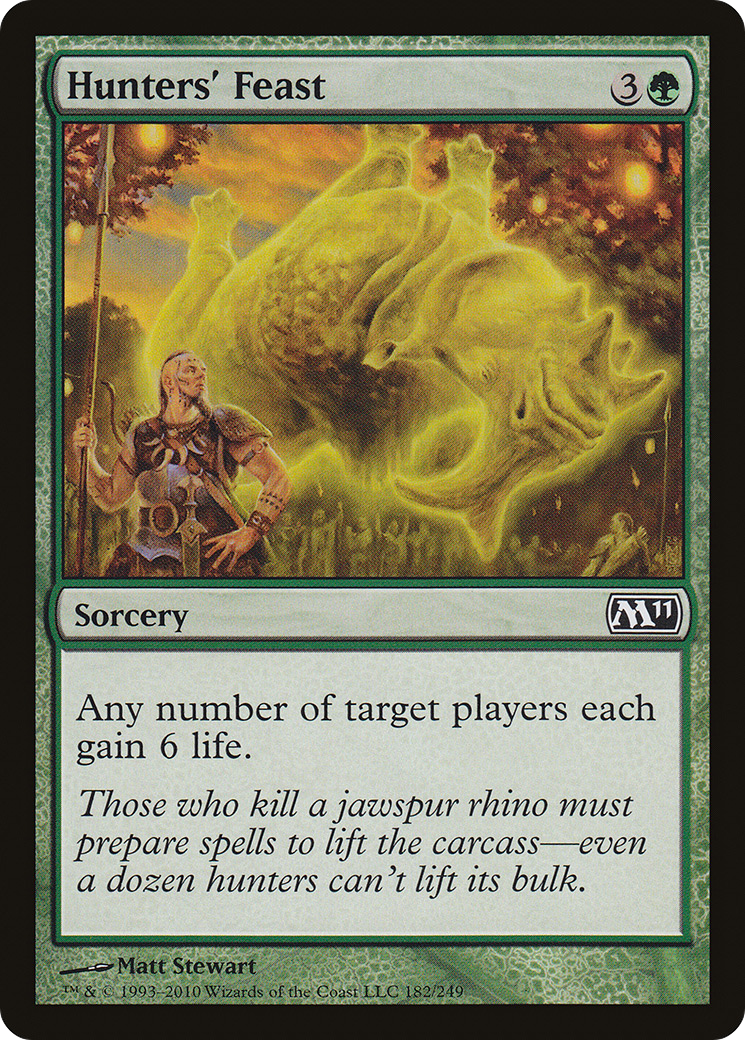 Hunters’ Feast 3
Sorcery M11
Any number of target players each
gain 6 life.
Those who kill a jawspur rhino must
prepare spells to lift the carcass—even
a dozen hunters can’t lift its bulk.
Matt Stewart
™ & © 1993–2010 Wizards of the Coast LLC 182/249